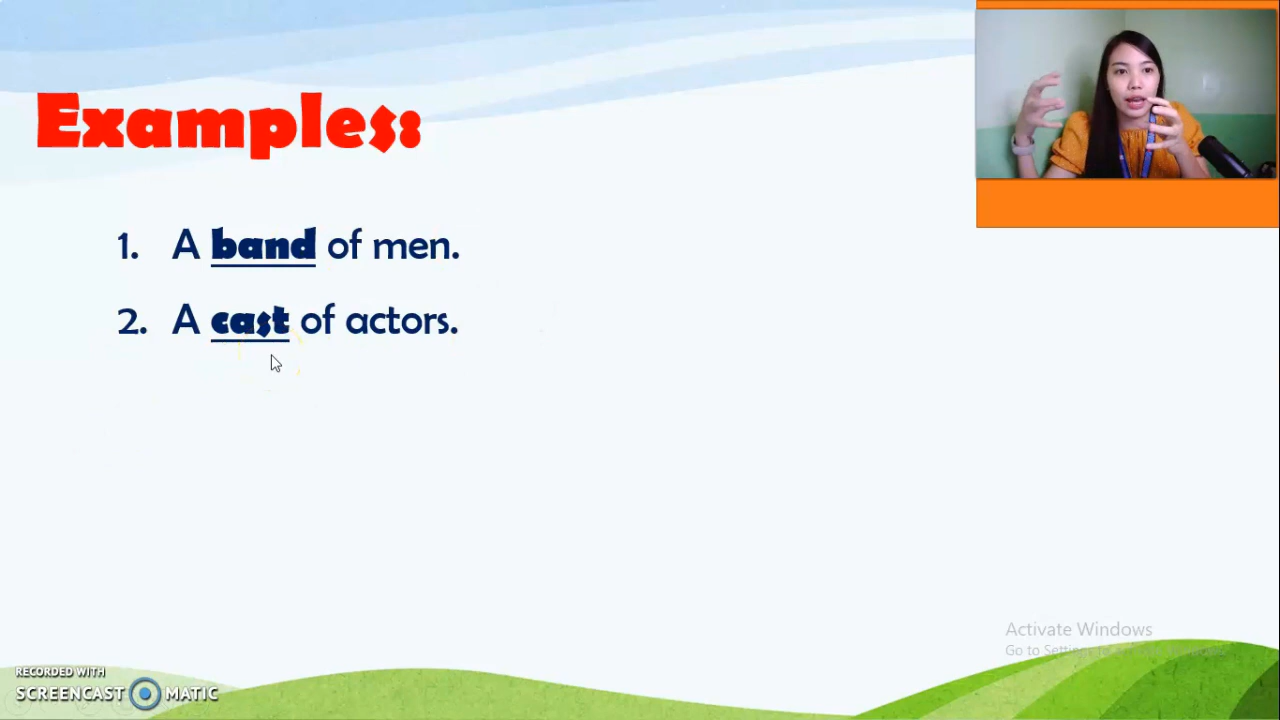 Examples:
1. A band of men.
2. A cast of actors.
Activate Windows
Go to Settings to activate Windows.
RECORDED WITH
SCREENCAST MATIC